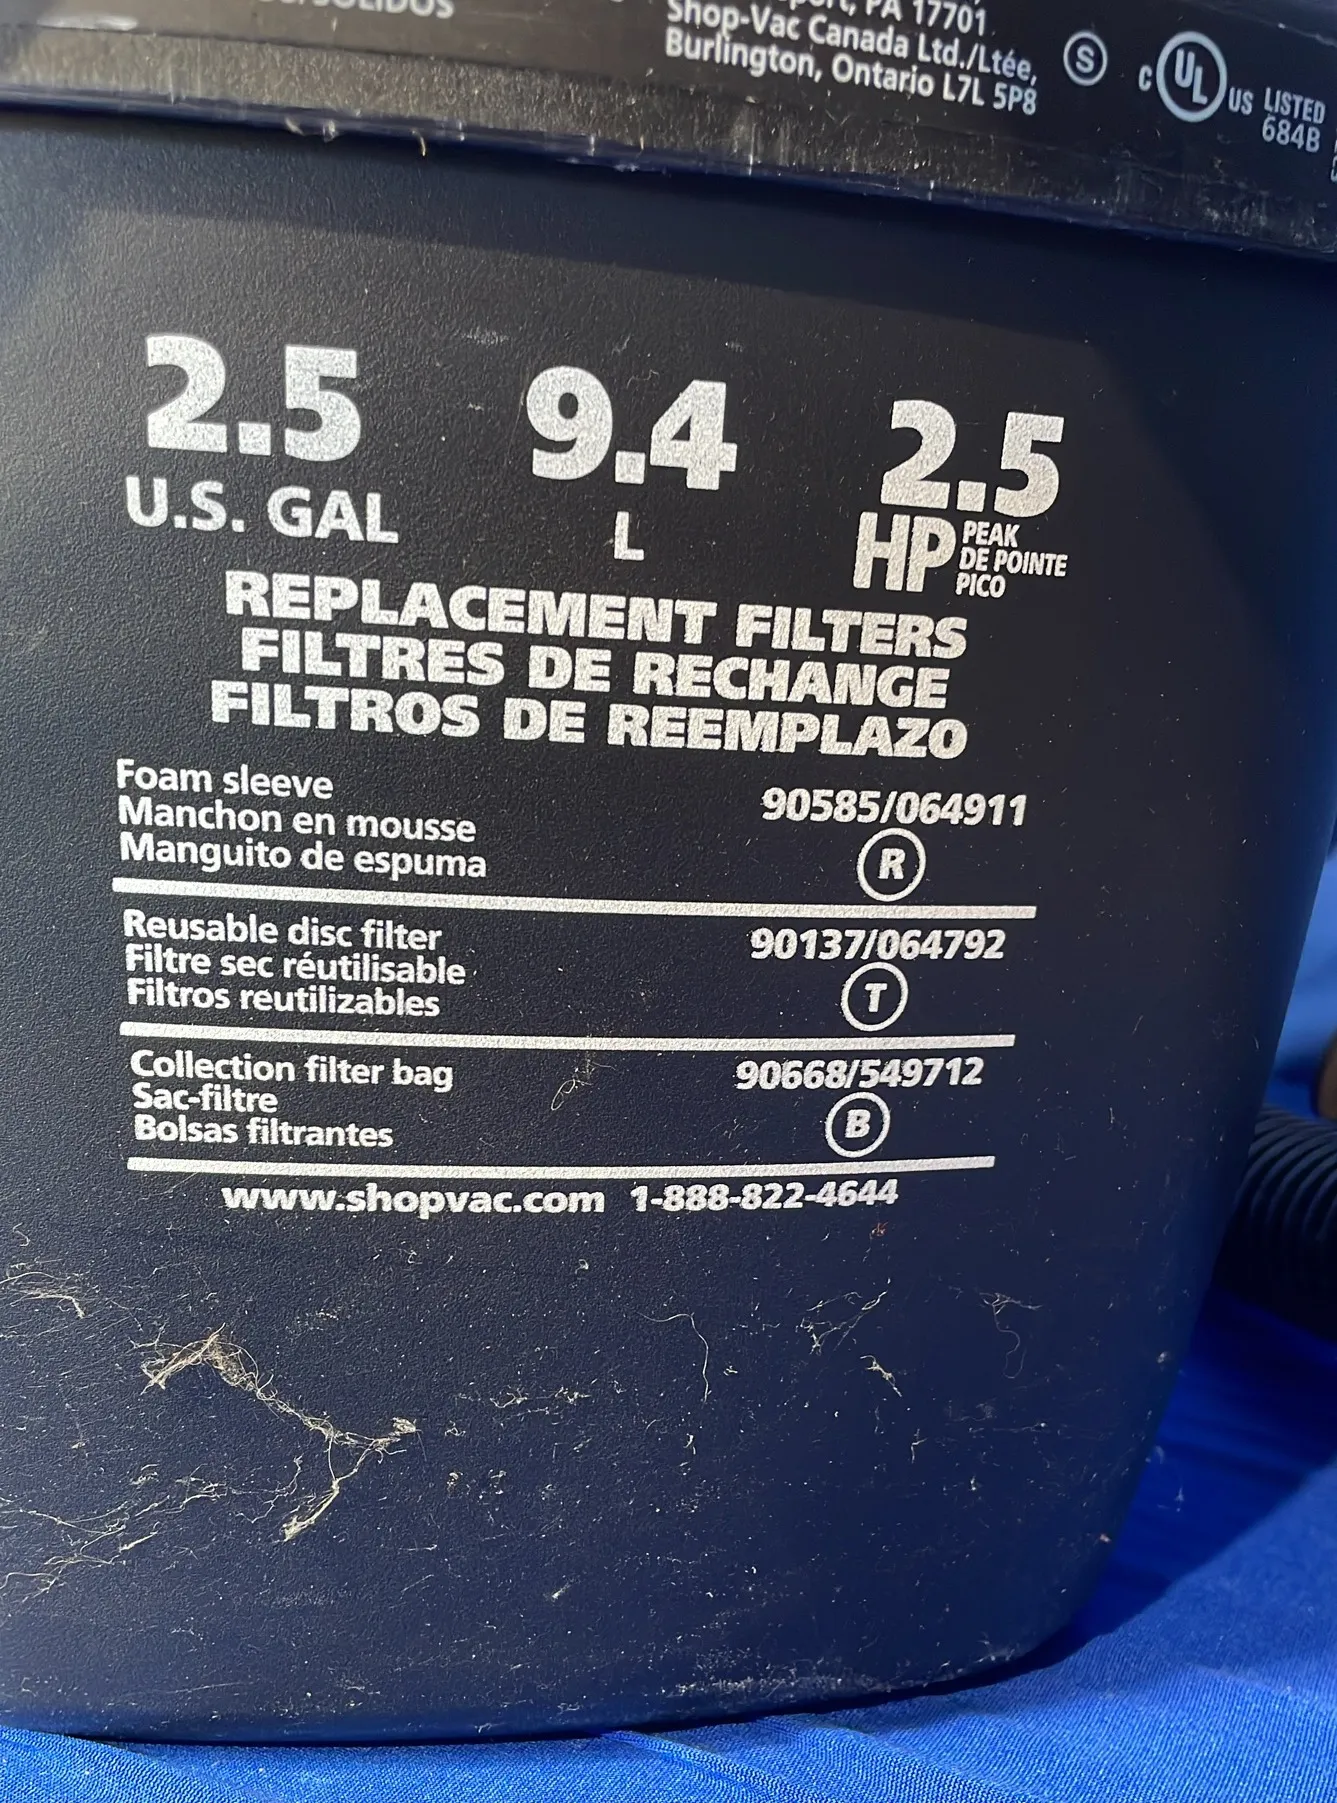 PA 17701
Shop-Vac Canada Ltd./Ltée,
Burlington, Ontario L7L 5P8
S
C UL US LISTED
684B
2.5
U.S. GAL
9.4
L
2.5
HP PEAK
DE POINTE
PICO
REPLACEMENT FILTERS
FILTRES DE RECHANGE
FILTROS DE REEMPLAZO
Foam sleeve
Manchon en mousse
Manguito de espuma
90585/064911
R
Reusable disc filter
Filtre sec réutilisable
Filtros reutilizables
90137/064792
T
Collection filter bag
Sac-filtre
Bolsas filtrantes
90668/549712
B
www.shopvac.com 1-888-822-4644